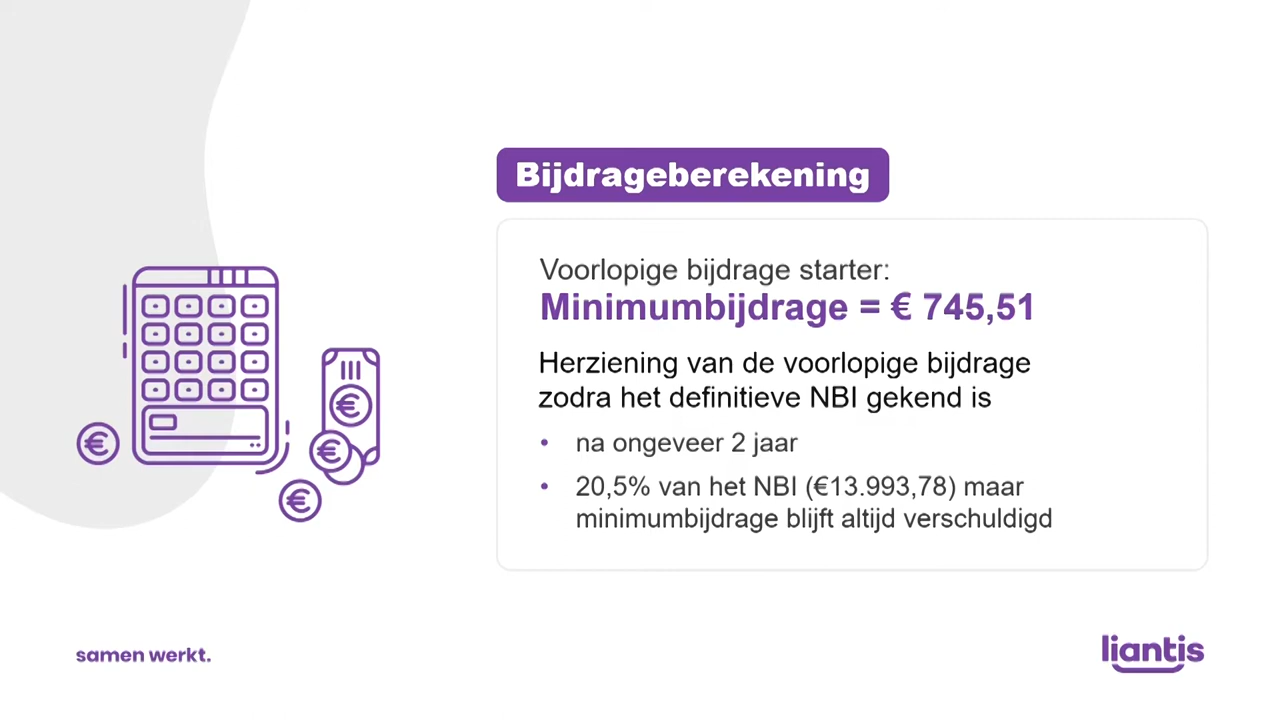 Bijdrageberekening
Voorlopige bijdrage starter:
Minimumbijdrage = € 745,51
Herziening van de voorlopige bijdrage
zodra het definitieve NBI gekend is
• na ongeveer 2 jaar
• 20,5% van het NBI (€13.993,78) maar
minimumbijdrage blijft altijd verschuldigd
samen werkt.
liantis